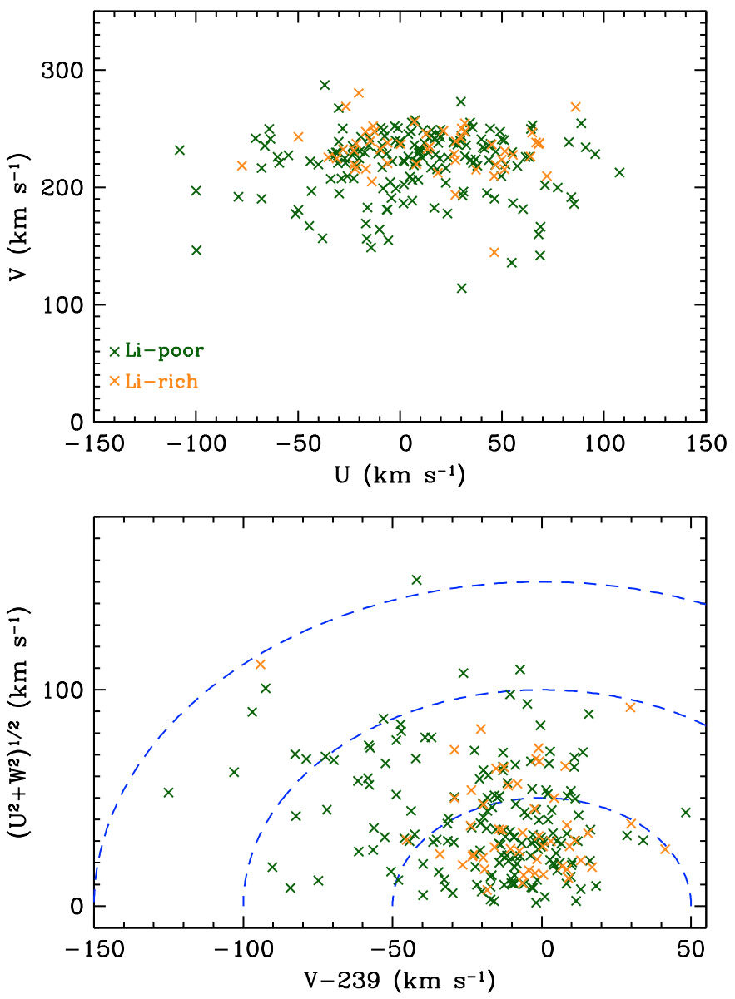 300
200
100
0
V (km s⁻¹)
Li-poor
Li-rich
−150 −100 −50 0 50 100 150
U (km s⁻¹)
100
0
(U²+W²)¹/² (km s⁻¹)
−150 −100 −50 0 50
V−239 (km s⁻¹)